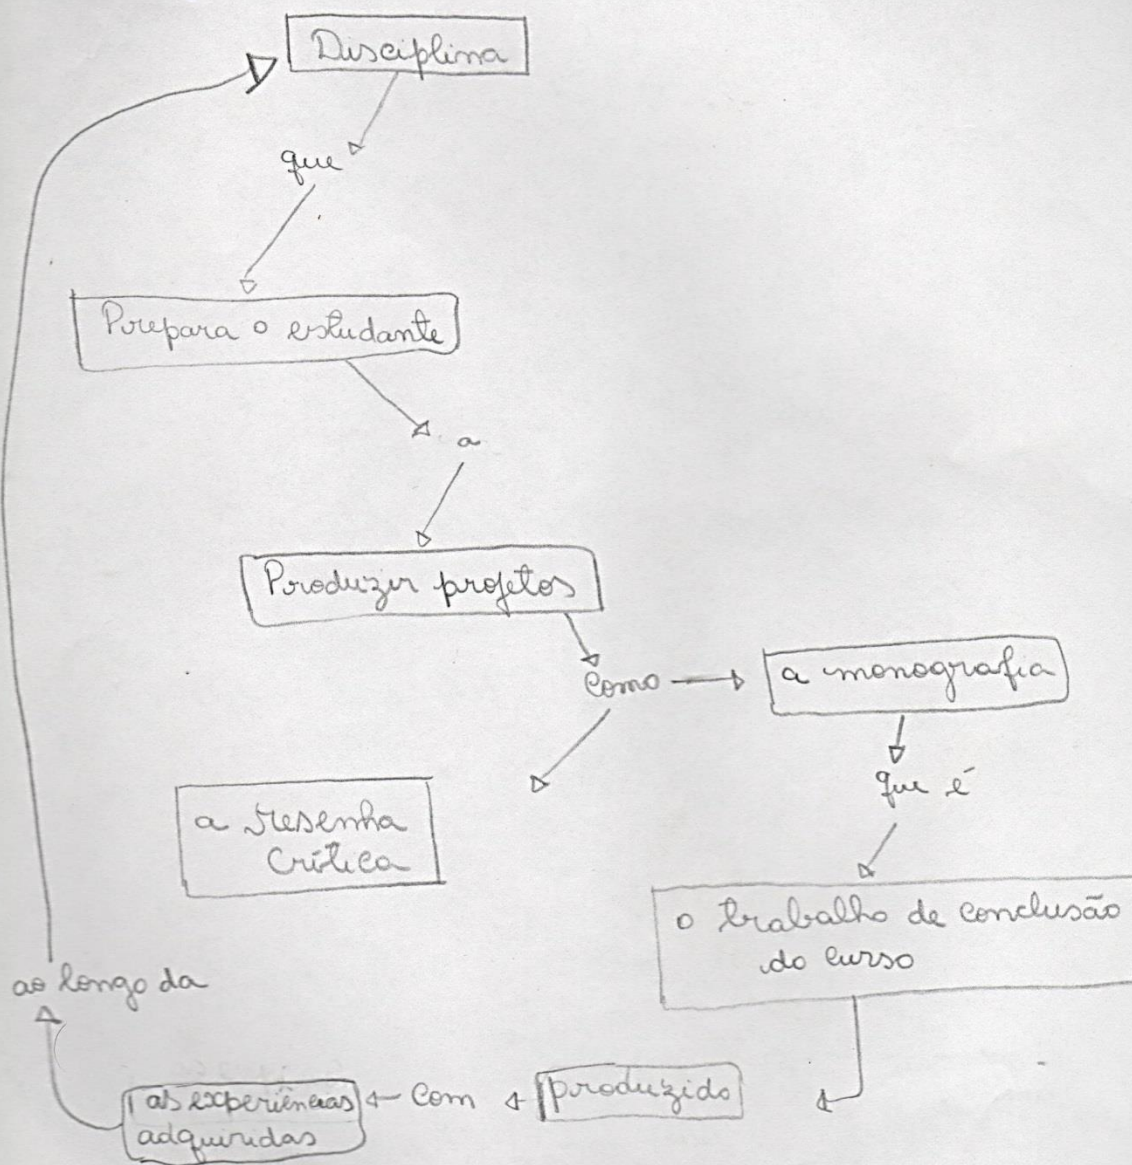 Disciplina
que
Prepara o estudante
a
Produzir projetos
como
a monografia
que é
a resenha
crítica
o trabalho de conclusão
do curso
ao longo da
produzido
com
as experiências
adquiridas